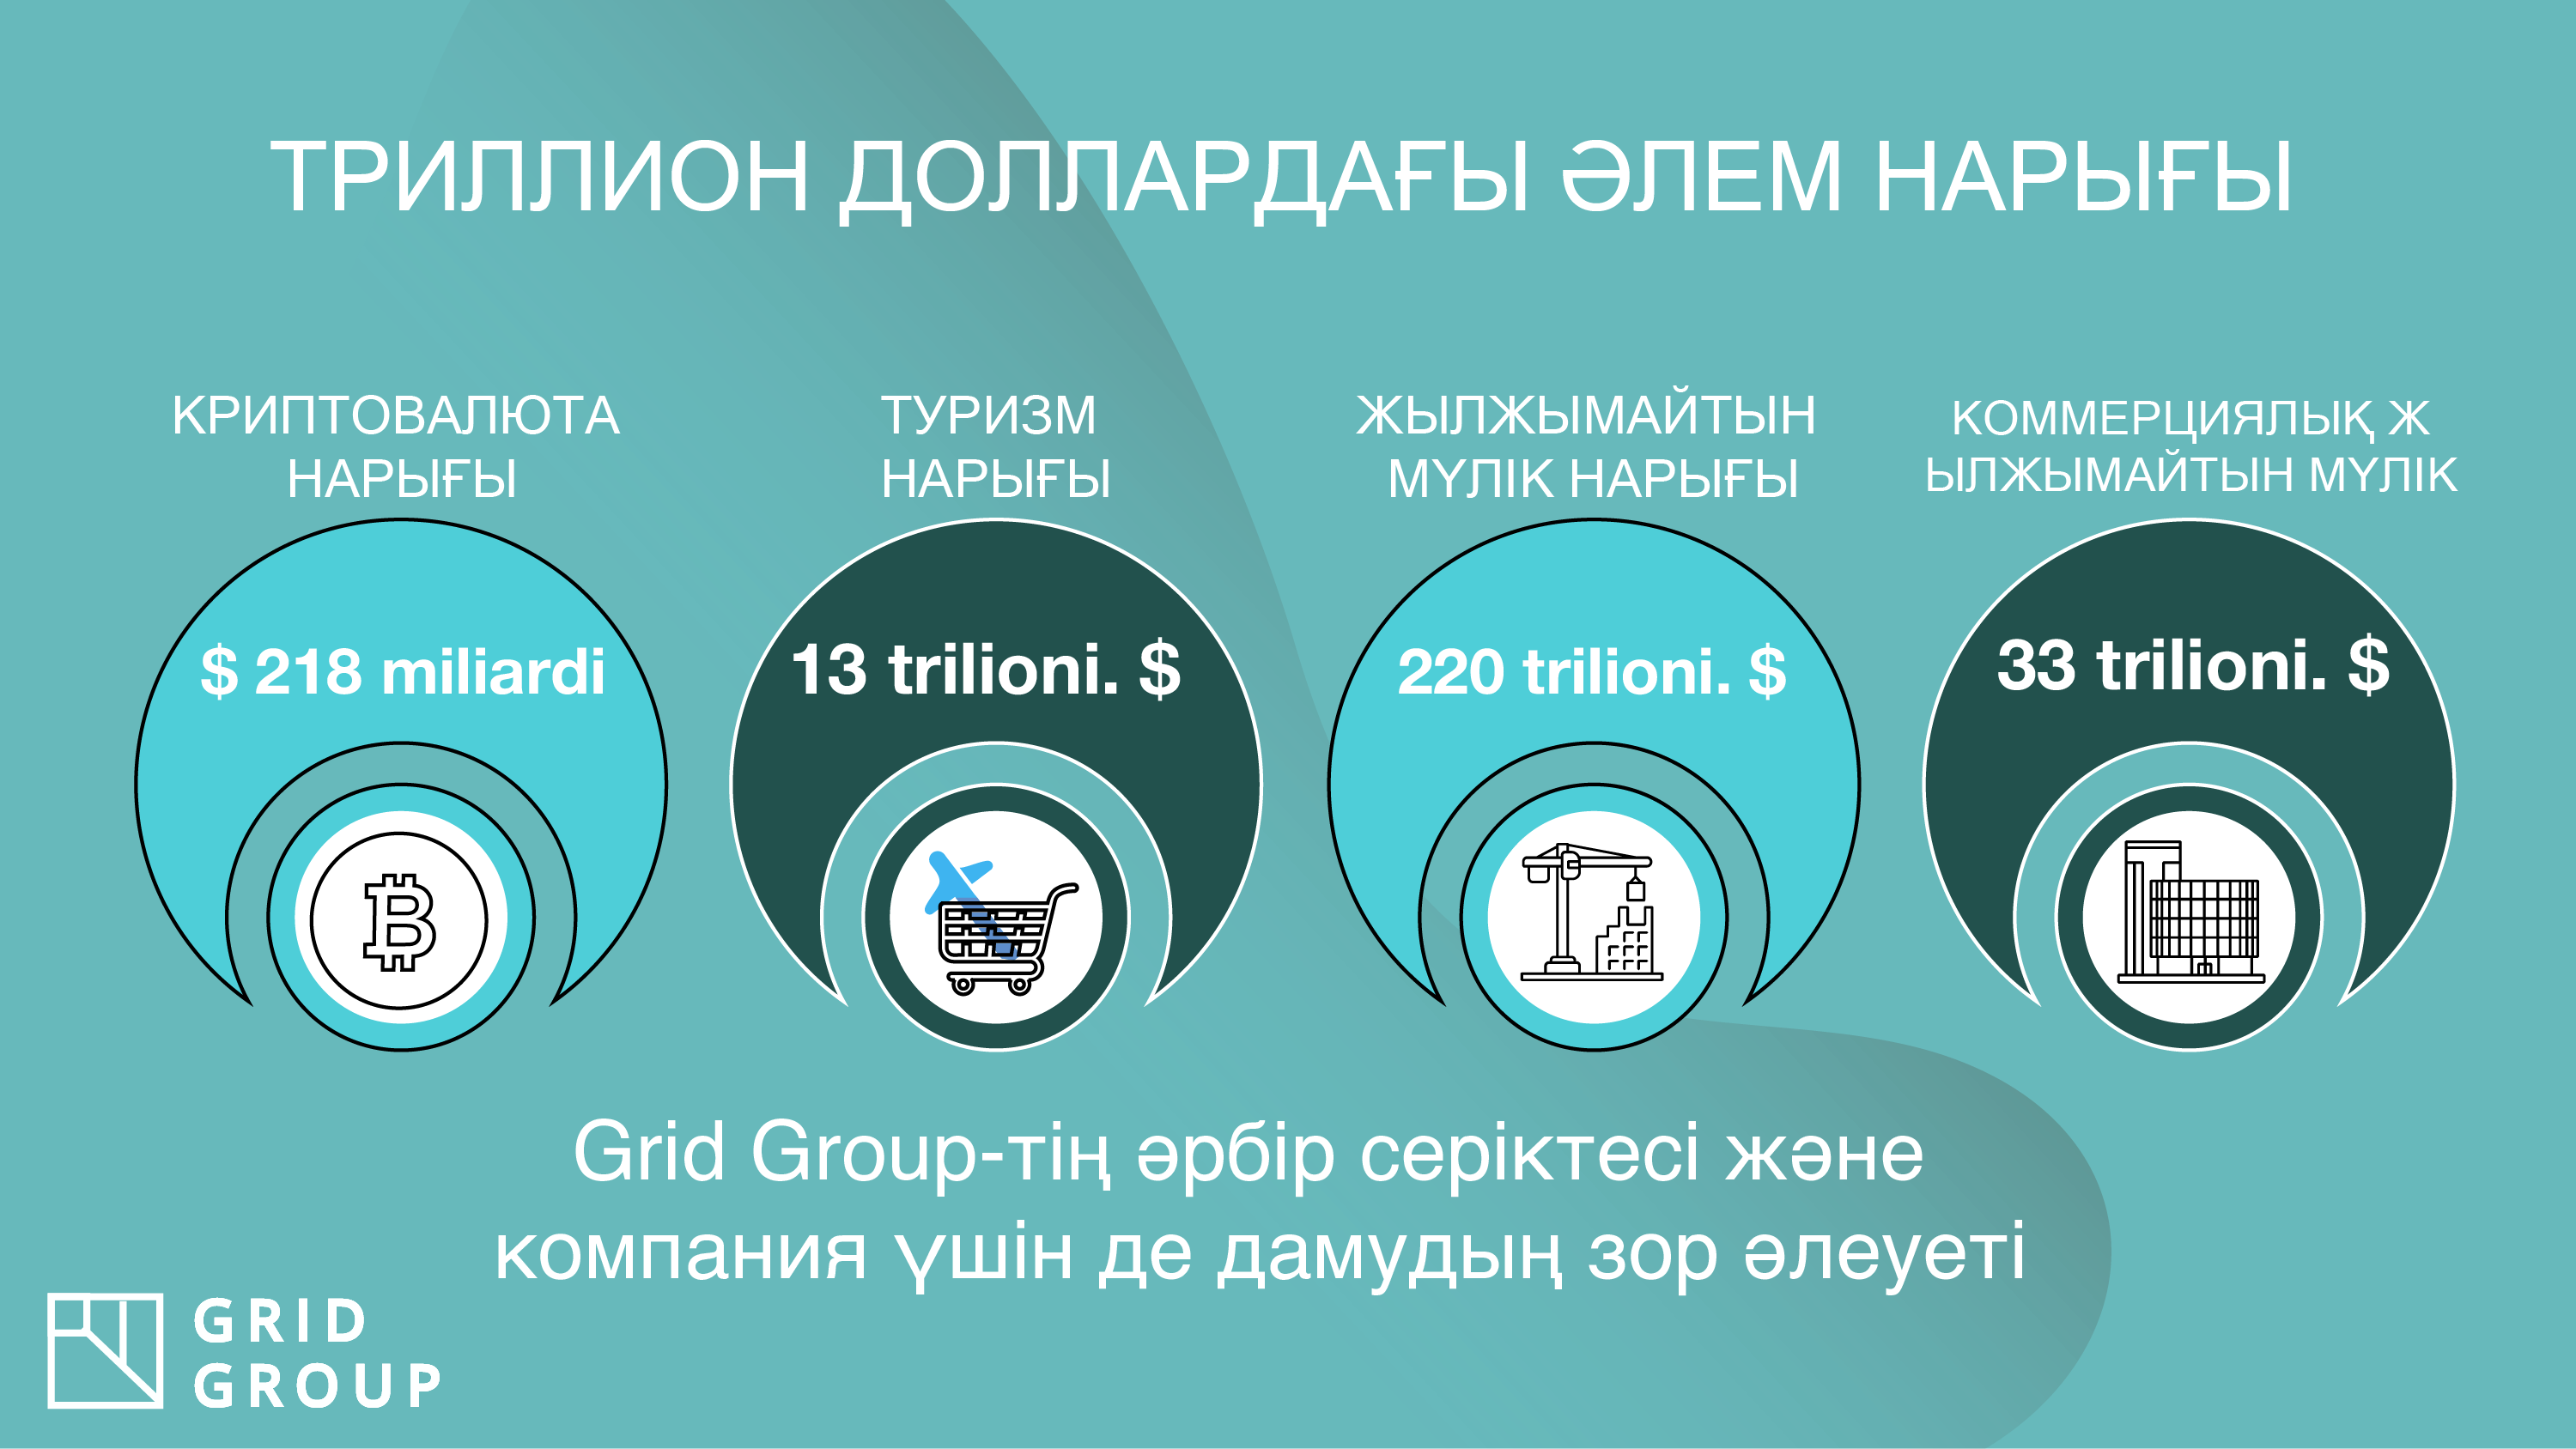 ТРИЛЛИОН ДОЛЛАРДАҒЫ ӘЛЕМ НАРЫҒЫ
КРИПТОВАЛЮТА
НАРЫҒЫ
$ 218 miliardi
ТУРИЗМ
НАРЫҒЫ
13 trilioni. $
ЖЫЛЖЫМАЙТЫН
МҮЛІК НАРЫҒЫ
220 trilioni. $
КОММЕРЦИЯЛЫҚ Ж
ЫЛЖЫМАЙТЫН МҮЛІК
33 trilioni. $
Grid Group-тің әрбір серіктесі және
компания үшін де дамудың зор әлеуеті
GRID
GROUP